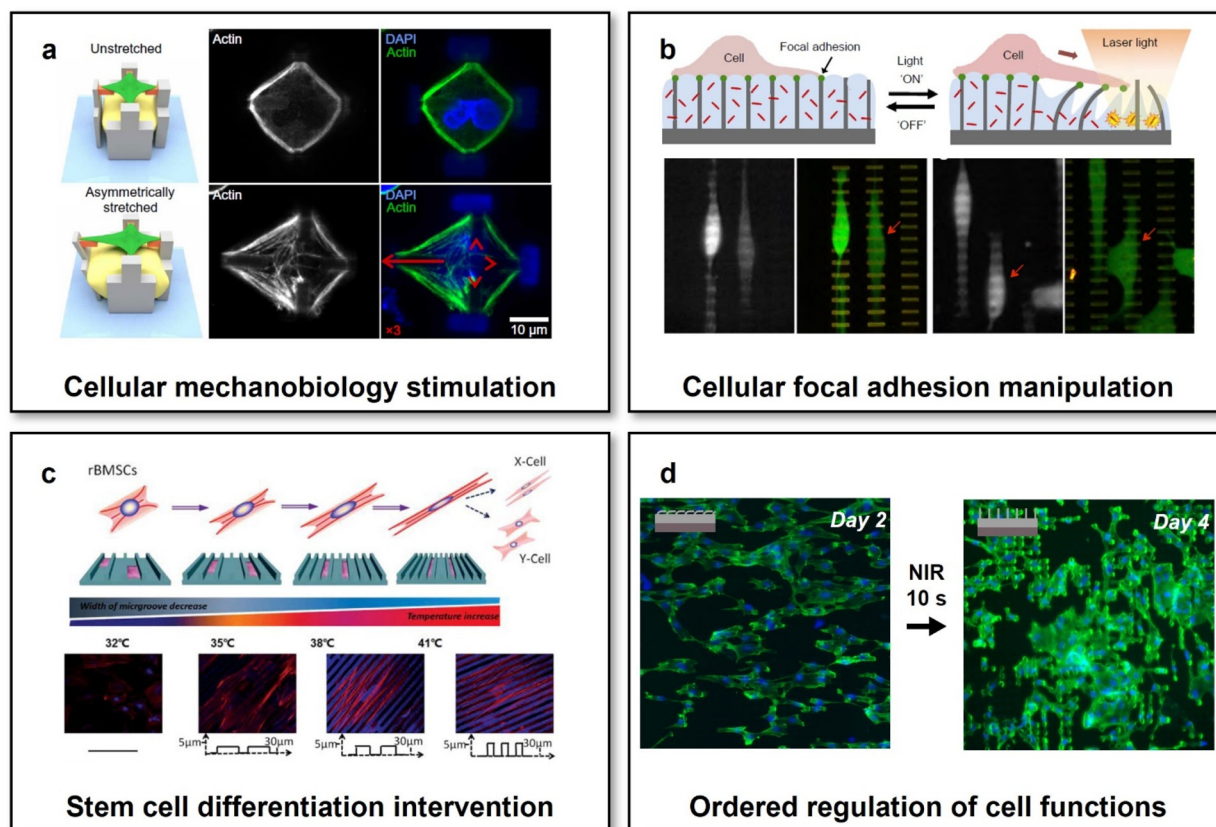 a
Unstretched
Actin
DAPI
Actin
Asymmetrically
stretched
Actin
DAPI
Actin
×3
10 µm
Cellular mechanobiology stimulation
b
Cell
Focal adhesion
Light
'ON'
'OFF'
Cell
Laser light
Cellular focal adhesion manipulation
c
rBMSCs
X-Cell
Y-Cell
Width of micrgroove decrease
Temperature increase
32℃ 35℃ 38℃ 41℃
5µm 30µm 5µm 30µm 5µm 30µm
Stem cell differentiation intervention
d
Day 2
NIR
10 s
Day 4
Ordered regulation of cell functions